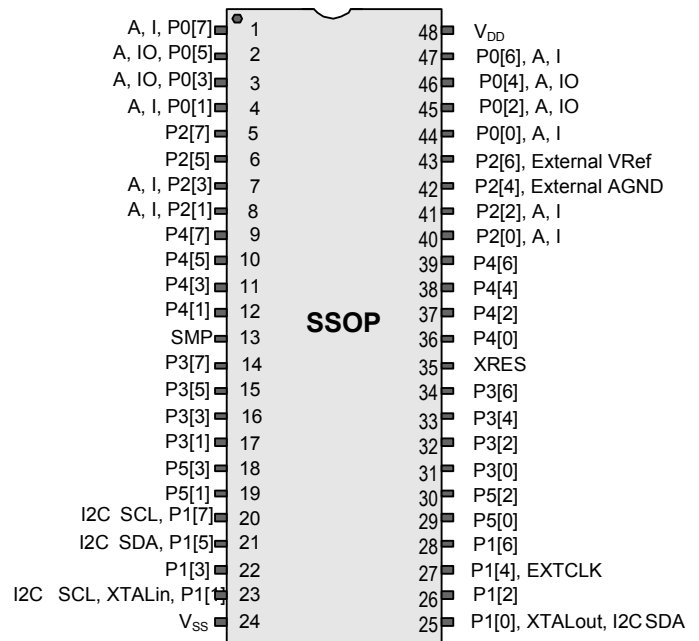 A, I, P0[7] 1 48 VDD
A, IO, P0[5] 2 47 P0[6], A, I
A, IO, P0[3] 3 46 P0[4], A, IO
A, I, P0[1] 4 45 P0[2], A, IO
P2[7] 5 44 P0[0], A, I
P2[5] 6 43 P2[6], External VRef
A, I, P2[3] 7 42 P2[4], External AGND
A, I, P2[1] 8 41 P2[2], A, I
P4[7] 9 40 P2[0], A, I
P4[5] 10 39 P4[6]
P4[3] 11 38 P4[4]
P4[1] 12 37 P4[2]
SSOP
SMP 13 36 P4[0]
P3[7] 14 35 XRES
P3[5] 15 34 P3[6]
P3[3] 16 33 P3[4]
P3[1] 17 32 P3[2]
P5[3] 18 31 P3[0]
P5[1] 19 30 P5[2]
I2C SCL, P1[7] 20 29 P5[0]
I2C SDA, P1[5] 21 28 P1[6]
P1[3] 22 27 P1[4], EXTCLK
I2C SCL, XTALin, P1[1] 23 26 P1[2]
VSS 24 25 P1[0], XTALout, I2C SDA